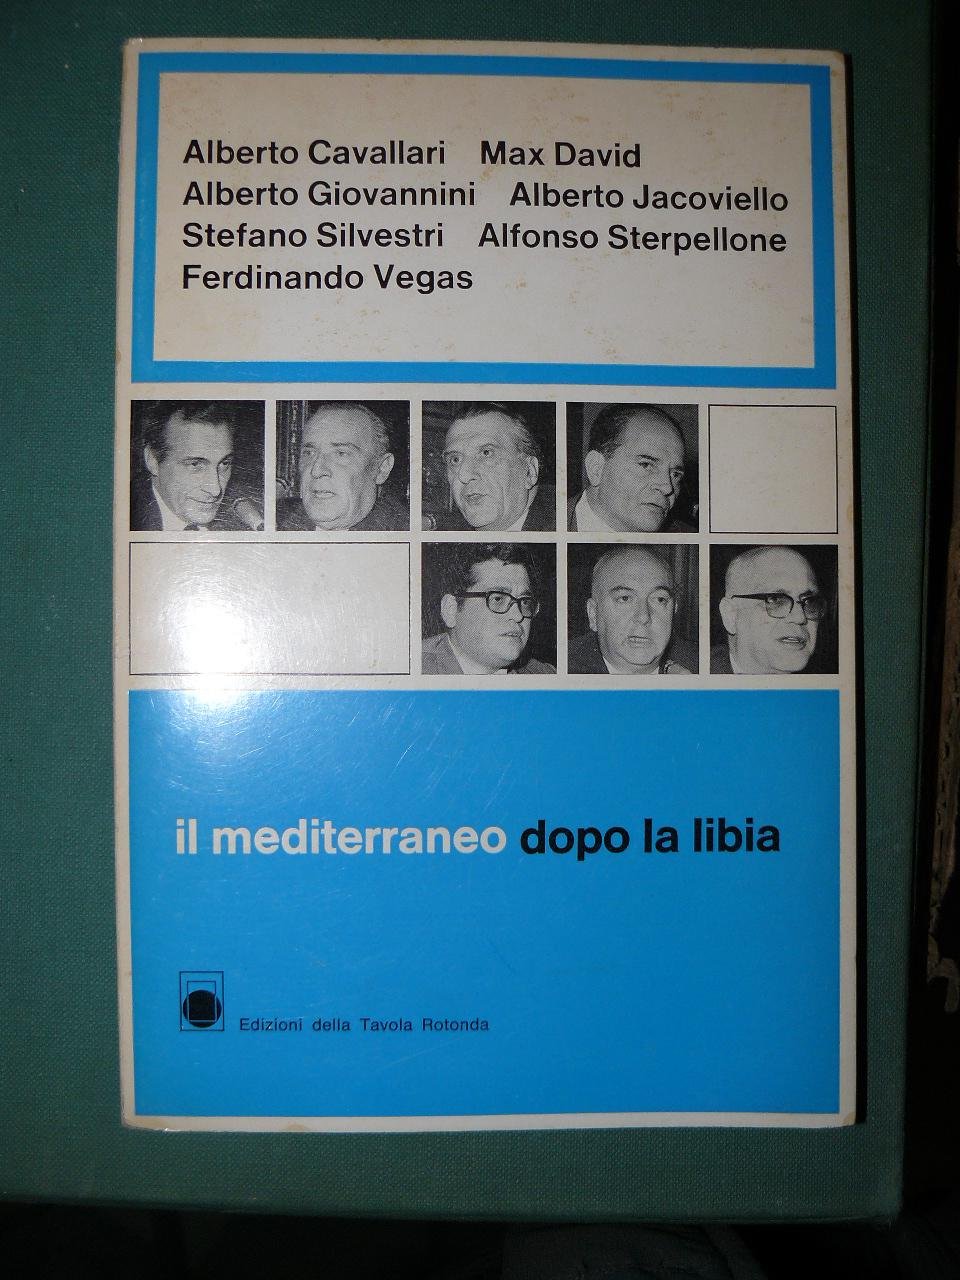 Alberto Cavallari Max David
Alberto Giovannini Alberto Jacoviello
Stefano Silvestri Alfonso Sterpellone
Ferdinando Vegas
il mediterraneo dopo la libia
Edizioni della Tavola Rotonda